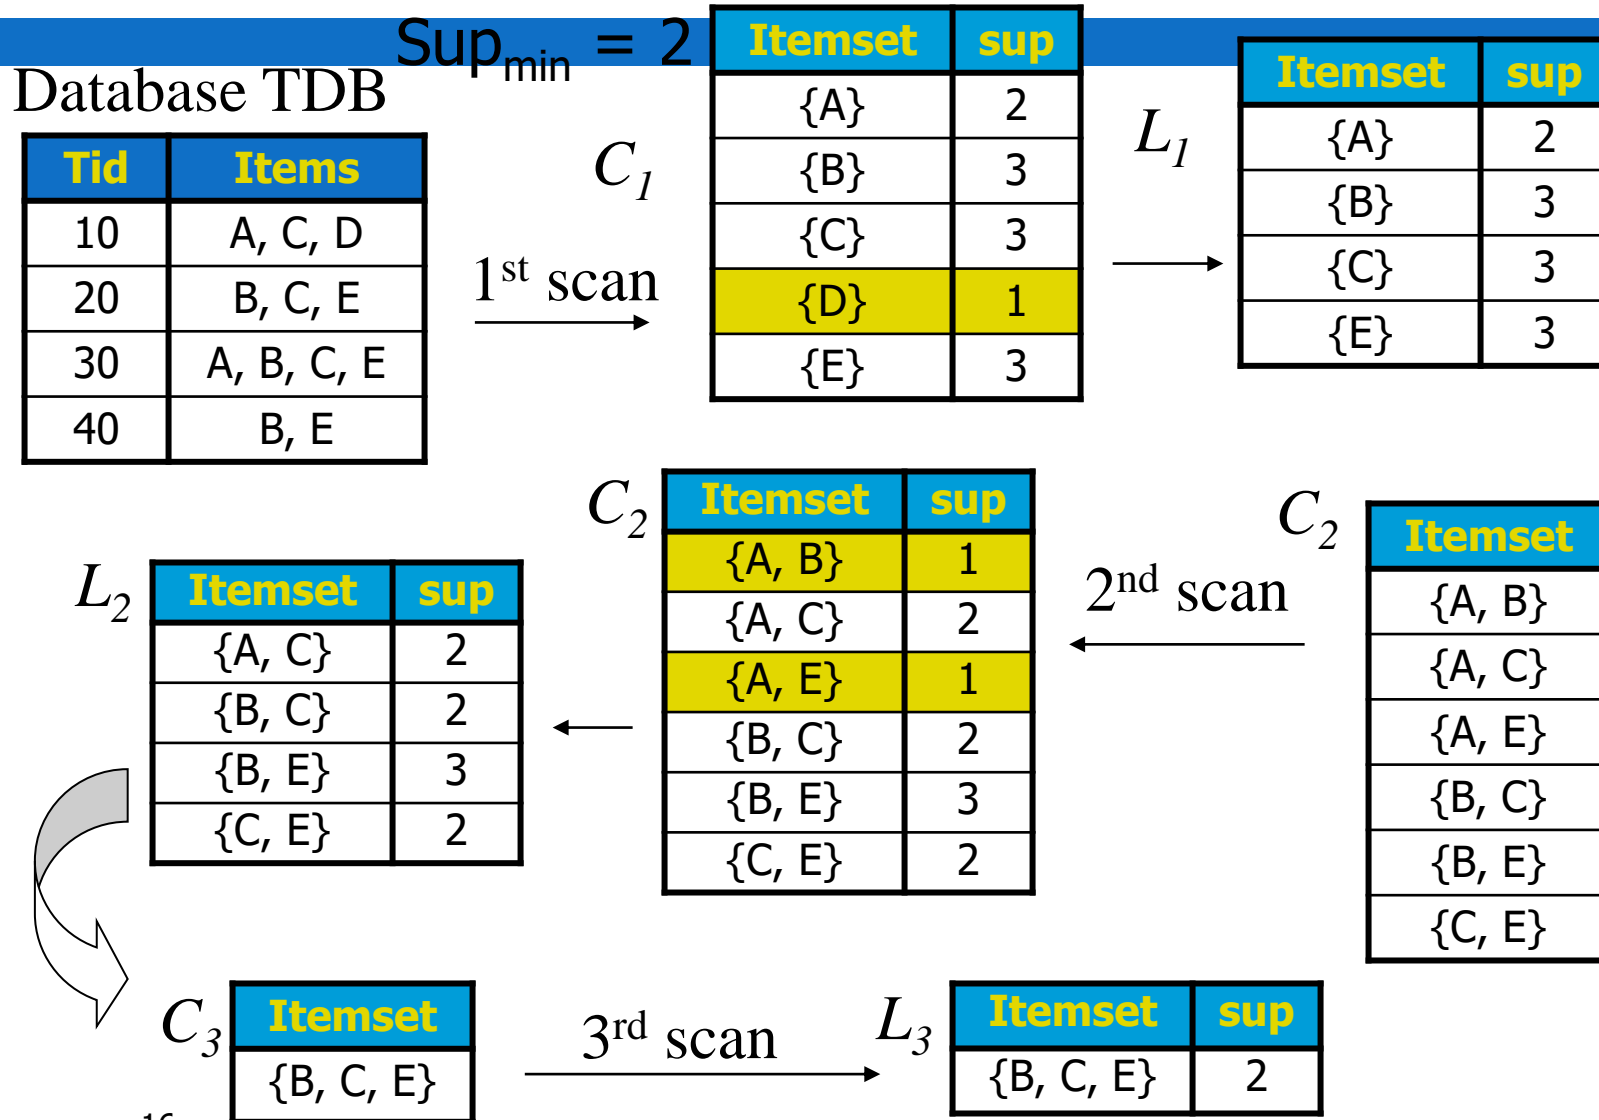 Sup_min = 2
Database TDB
Tid Items
10 A, C, D
20 B, C, E
30 A, B, C, E
40 B, E
1st scan
C1
Itemset sup
{A} 2
{B} 3
{C} 3
{D} 1
{E} 3
L1
Itemset sup
{A} 2
{B} 3
{C} 3
{E} 3
C2
Itemset
{A, B}
{A, C}
{A, E}
{B, C}
{B, E}
{C, E}
2nd scan
C2
Itemset sup
{A, B} 1
{A, C} 2
{A, E} 1
{B, C} 2
{B, E} 3
{C, E} 2
L2
Itemset sup
{A, C} 2
{B, C} 2
{B, E} 3
{C, E} 2
C3
Itemset
{B, C, E}
3rd scan
L3
Itemset sup
{B, C, E} 2